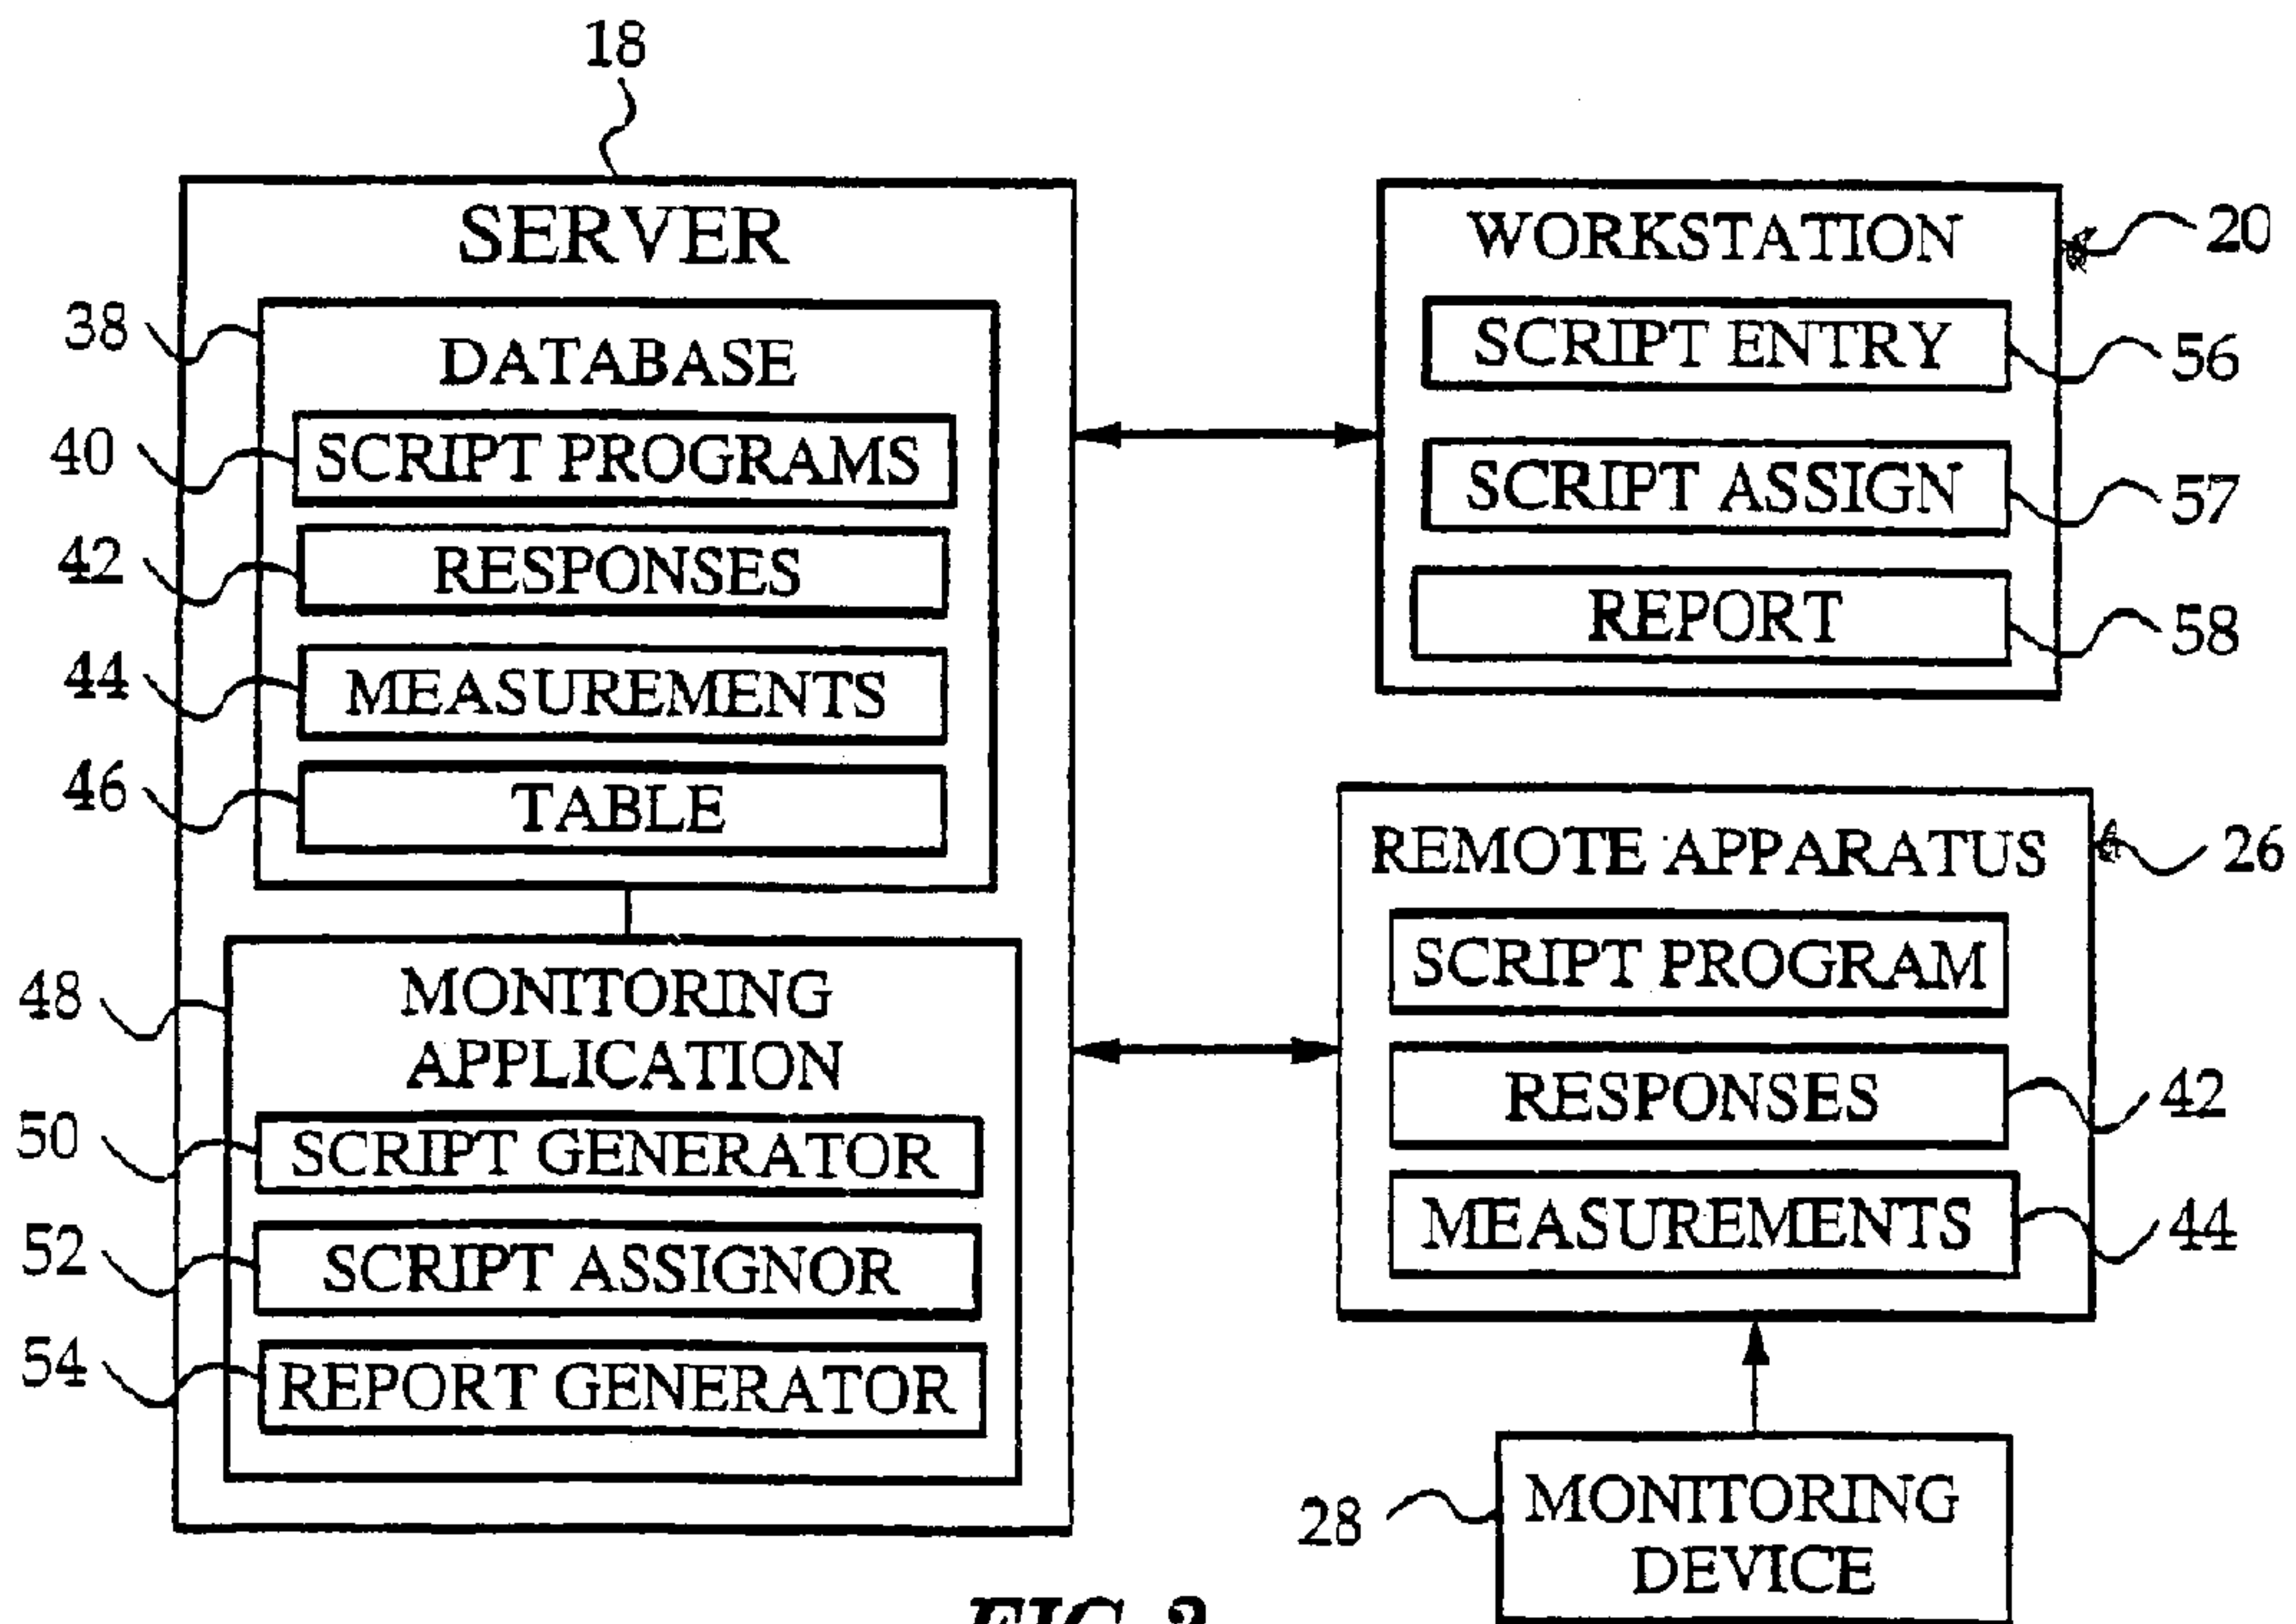 18
SERVER
38
DATABASE
40
SCRIPT PROGRAMS
42
RESPONSES
44
MEASUREMENTS
46
TABLE
48
MONITORING
APPLICATION
50
SCRIPT GENERATOR
52
SCRIPT ASSIGNOR
54
REPORT GENERATOR
WORKSTATION
20
SCRIPT ENTRY
56
SCRIPT ASSIGN
57
REPORT
58
REMOTE APPARATUS
26
SCRIPT PROGRAM
RESPONSES
42
MEASUREMENTS
44
28
MONITORING
DEVICE